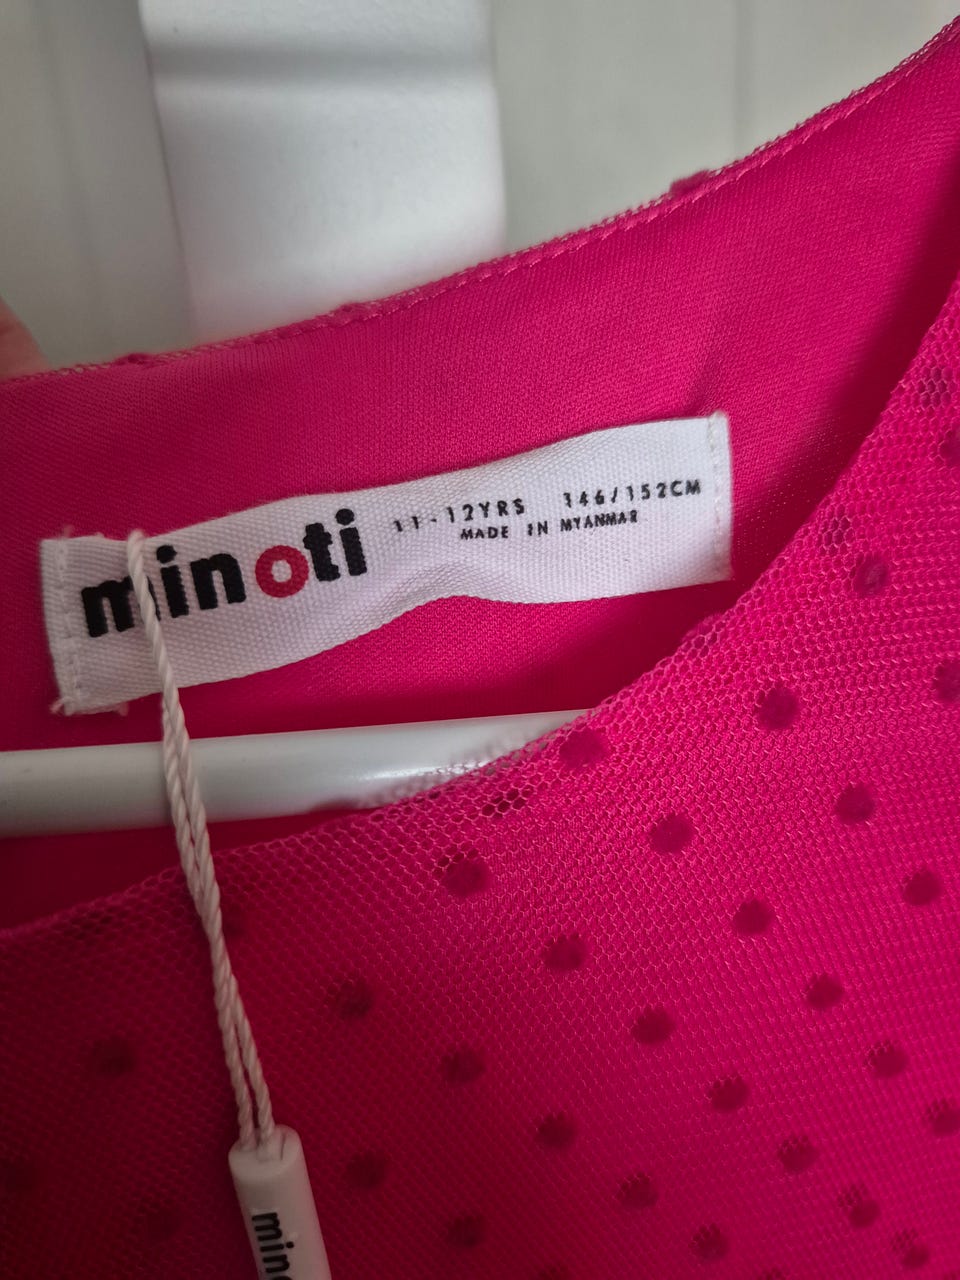 minoti
11-12YRS 146/152CM
MADE IN MYANMAR